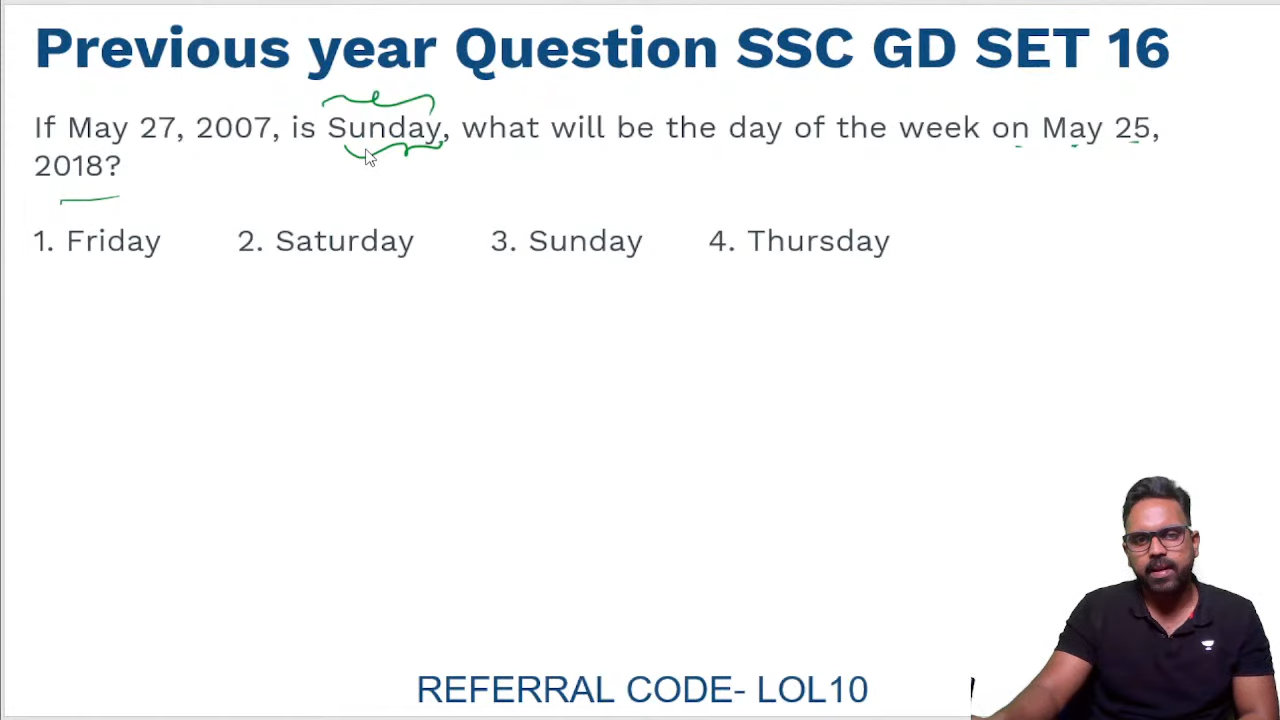 Previous year Question SSC GD SET 16
If May 27, 2007, is Sunday, what will be the day of the week on May 25,
2018?
1. Friday 2. Saturday 3. Sunday 4. Thursday
REFERRAL CODE- LOL10